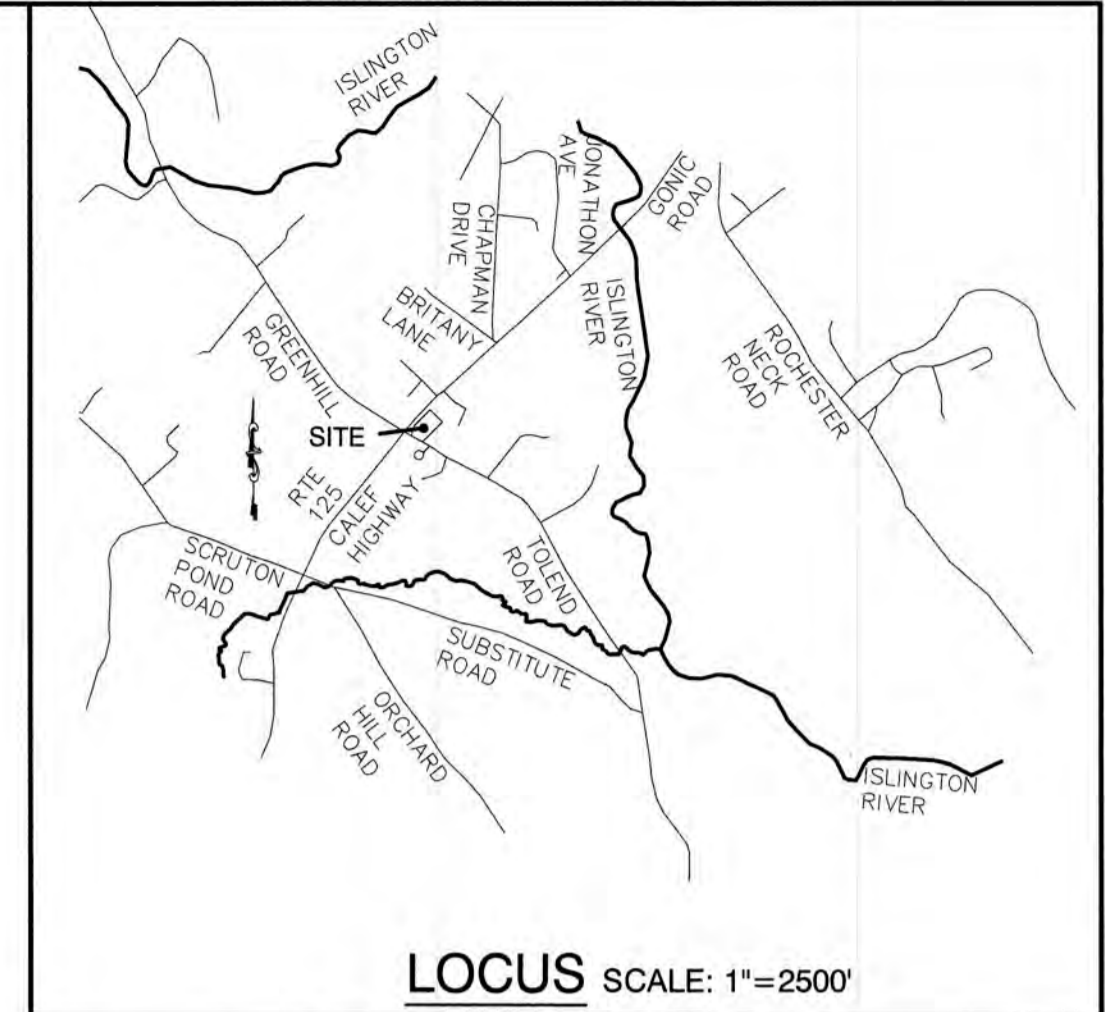 ISLINGTON
RIVER
JONATHON
AVE
GONIC
ROAD
CHAPMAN
DRIVE
ISLINGTON
RIVER
BRITANY
LANE
GREENHILL
ROAD
ROCHESTER
NECK
ROAD
SITE
RTE
125
CALEF
HIGHWAY
TOLEND
ROAD
SCRUTON
POND
ROAD
SUBSTITUTE
ROAD
ORCHARD
HILL
ROAD
ISLINGTON
RIVER
LOCUS SCALE: 1"=2500'